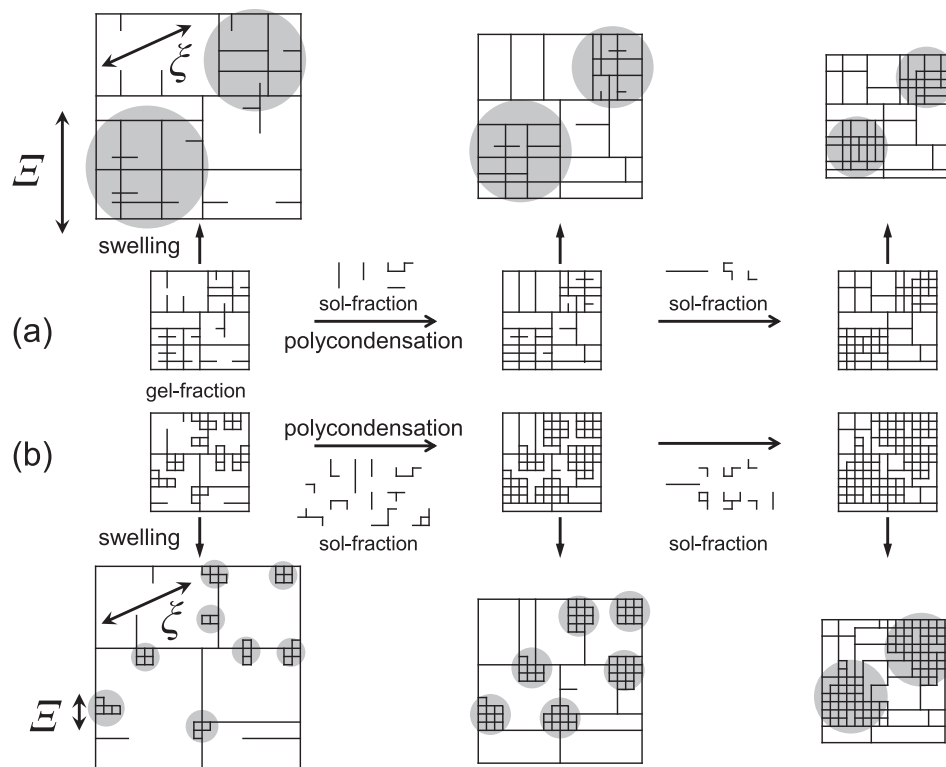 ξ
Ξ
swelling
sol-fraction
sol-fraction
(a)
polycondensation
gel-fraction
polycondensation
(b)
swelling
sol-fraction
sol-fraction
ξ
Ξ